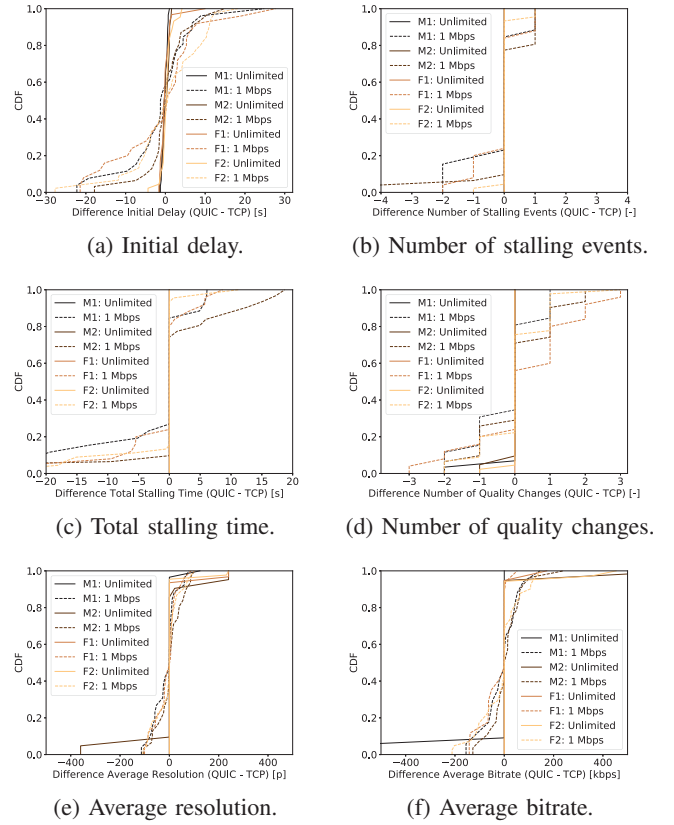 1.0
0.8
0.6
0.4
0.2
0.0
CDF
M1: Unlimited
M1: 1 Mbps
M2: Unlimited
M2: 1 Mbps
F1: Unlimited
F1: 1 Mbps
F2: Unlimited
F2: 1 Mbps
−30 −20 −10 0 10 20 30
Difference Initial Delay (QUIC - TCP) [s]
(a) Initial delay.
1.0
0.8
0.6
0.4
0.2
0.0
CDF
M1: Unlimited
M1: 1 Mbps
M2: Unlimited
M2: 1 Mbps
F1: Unlimited
F1: 1 Mbps
F2: Unlimited
F2: 1 Mbps
−4 −3 −2 −1 0 1 2 3 4
Difference Number of Stalling Events (QUIC - TCP) [-]
(b) Number of stalling events.
1.0
0.8
0.6
0.4
0.2
0.0
CDF
M1: Unlimited
M1: 1 Mbps
M2: Unlimited
M2: 1 Mbps
F1: Unlimited
F1: 1 Mbps
F2: Unlimited
F2: 1 Mbps
−20 −15 −10 −5 0 5 10 15 20
Difference Total Stalling Time (QUIC - TCP) [s]
(c) Total stalling time.
1.0
0.8
0.6
0.4
0.2
0.0
CDF
M1: Unlimited
M1: 1 Mbps
M2: Unlimited
M2: 1 Mbps
F1: Unlimited
F1: 1 Mbps
F2: Unlimited
F2: 1 Mbps
−3 −2 −1 0 1 2 3
Difference Number of Quality Changes (QUIC - TCP) [-]
(d) Number of quality changes.
1.0
0.8
0.6
0.4
0.2
0.0
CDF
M1: Unlimited
M1: 1 Mbps
M2: Unlimited
M2: 1 Mbps
F1: Unlimited
F1: 1 Mbps
F2: Unlimited
F2: 1 Mbps
−400 −200 0 200 400
Difference Average Resolution (QUIC - TCP) [p]
(e) Average resolution.
1.0
0.8
0.6
0.4
0.2
0.0
CDF
M1: Unlimited
M1: 1 Mbps
M2: Unlimited
M2: 1 Mbps
F1: Unlimited
F1: 1 Mbps
F2: Unlimited
F2: 1 Mbps
−400 −200 0 200 400
Difference Average Bitrate (QUIC - TCP) [kbps]
(f) Average bitrate.